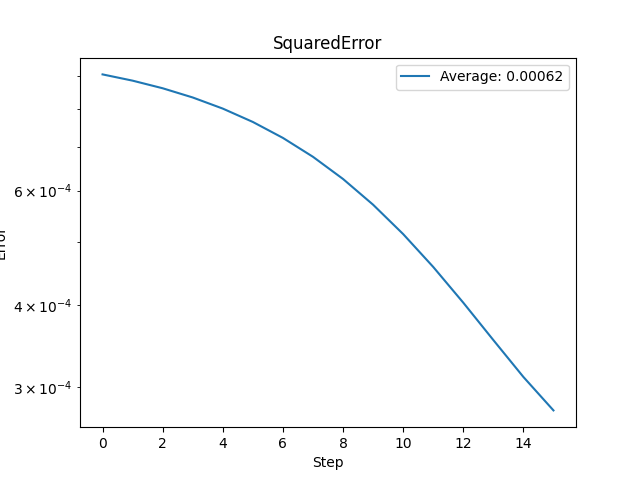 SquaredError
Average: 0.00062
6 × 10⁻⁴
4 × 10⁻⁴
3 × 10⁻⁴
Error
0 2 4 6 8 10 12 14
Step